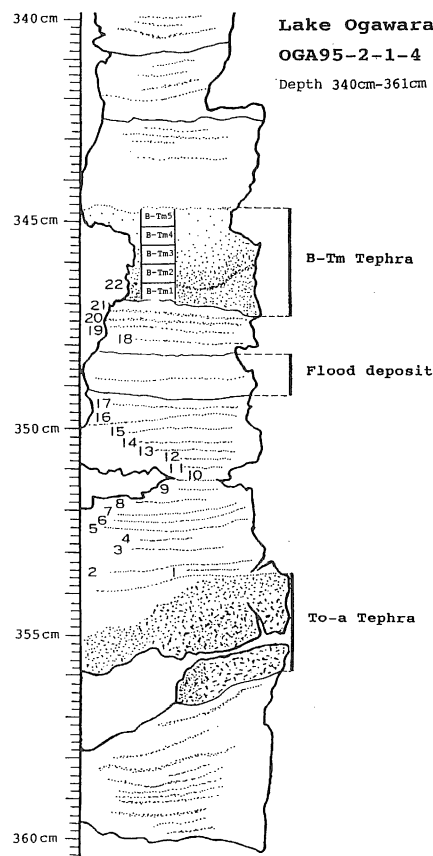 Lake Ogawara
OGA95-2-1-4
Depth 340cm-361cm
340cm
345cm
B-Tm5
B-Tm4
B-Tm3
B-Tm2
B-Tm1
B-Tm Tephra
22
21
20
19
18
Flood deposit
17
16
350cm
15
14
13
12
11
10
9
8
7
6
5
4
3
2
1
To-a Tephra
355cm
360cm